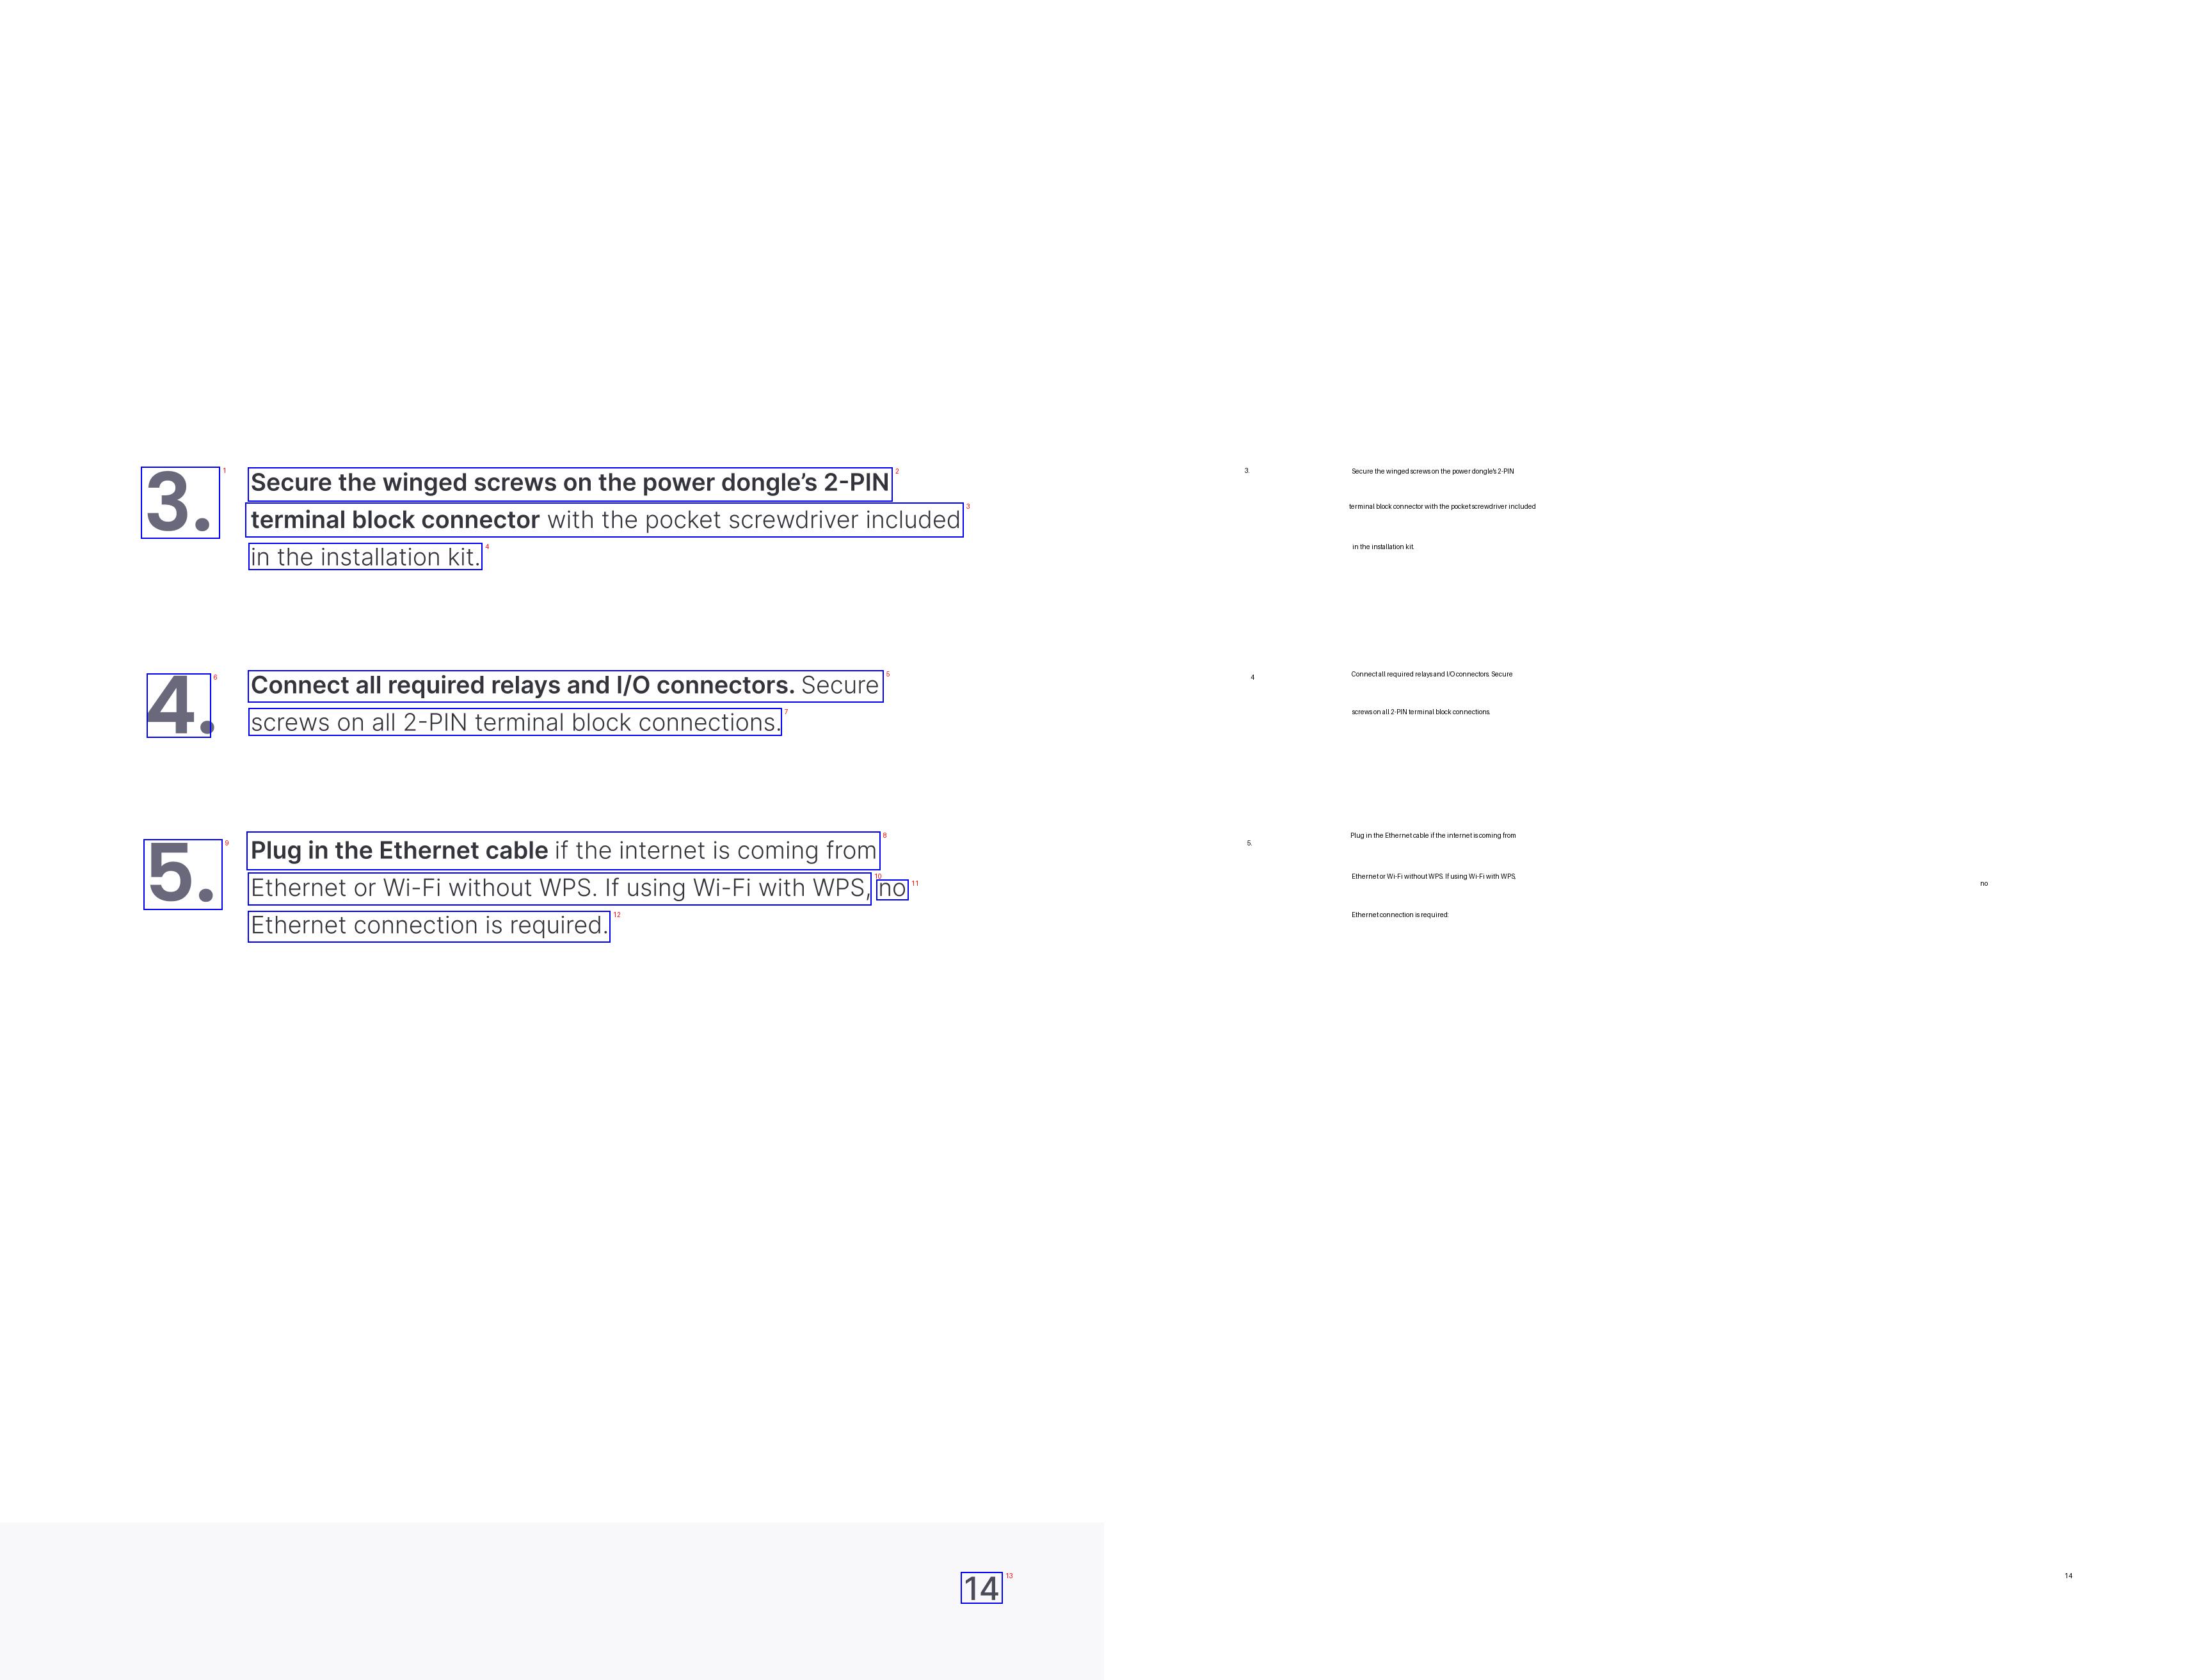 3. Secure the winged screws on the power dongle’s 2-PIN
terminal block connector with the pocket screwdriver included
in the installation kit.
4. Connect all required relays and I/O connectors. Secure
screws on all 2-PIN terminal block connections.
5. Plug in the Ethernet cable if the internet is coming from
Ethernet or Wi-Fi without WPS. If using Wi-Fi with WPS, no
Ethernet connection is required.
14
1
2
3
4
5
6
7
8
9
10
11
12
13
3.
Secure the winged screws on the power dongle's 2-PIN
terminal block connector with the pocket screwdriver included
in the installation kit.
Connect all required relays and I/O connectors. Secure
4
screws on all 2-PIN terminal block connections.
Plug in the Ethernet cable if the internet is coming from
5.
Ethernet or Wi-Fi without WPS. If using Wi-Fi with WPS,
no
Ethernet connection is required.
14